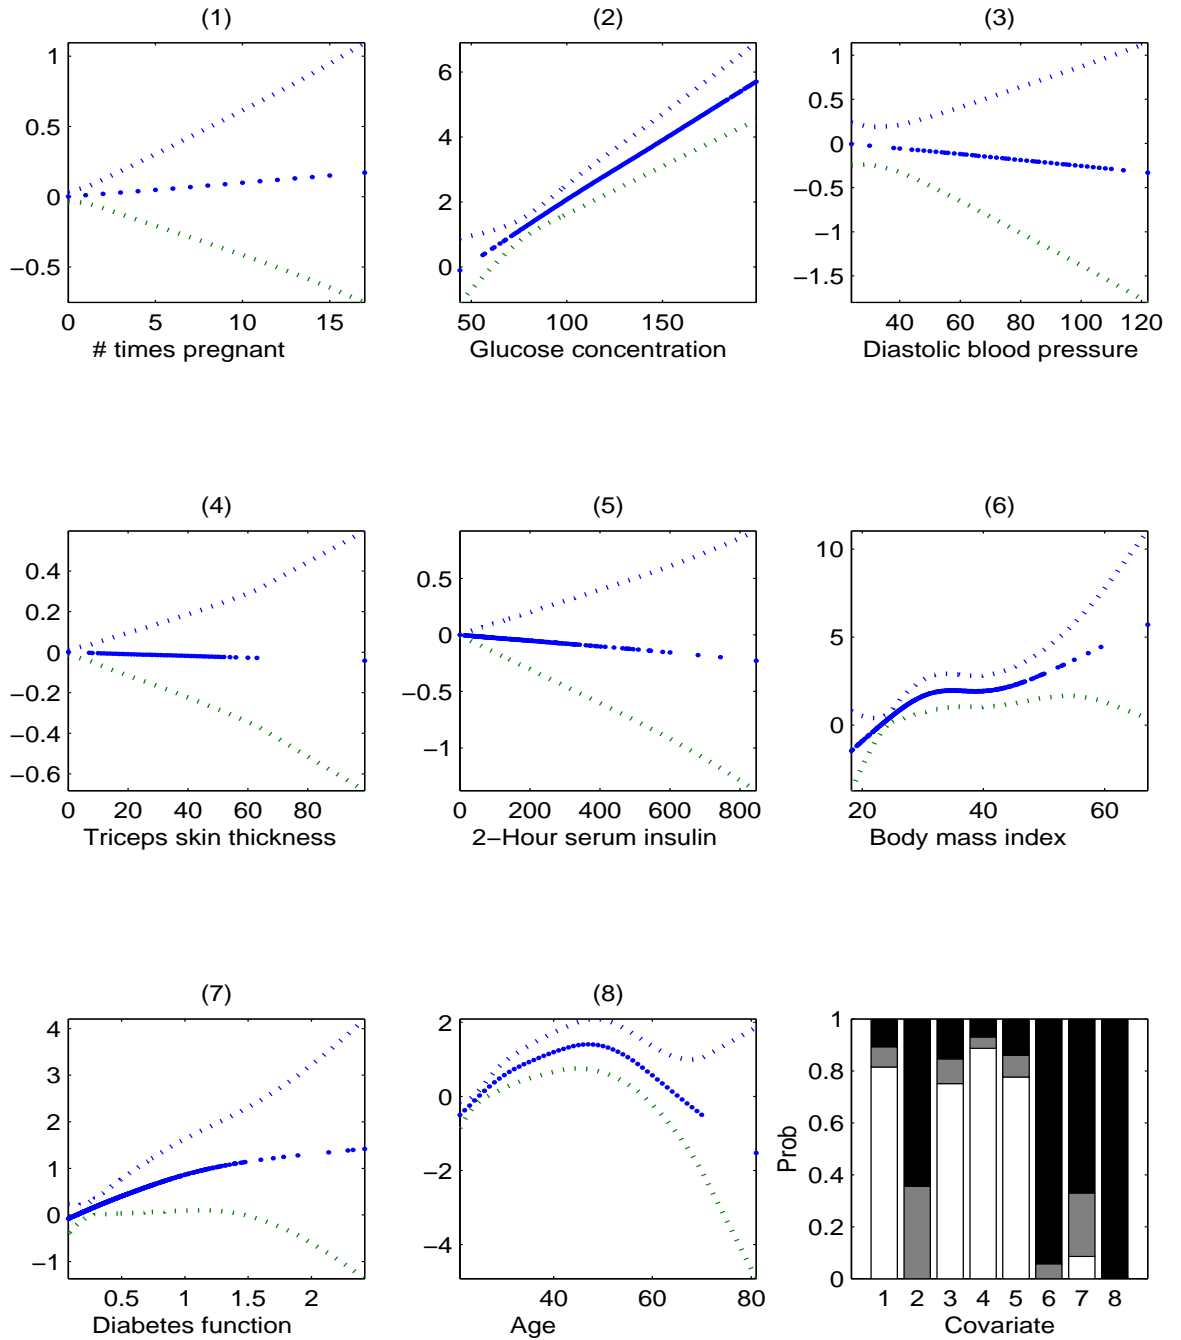 (1)
1
0.5
0
−0.5
0 5 10 15
# times pregnant
(2)
6
4
2
0
50 100 150
Glucose concentration
(3)
1
0.5
0
−0.5
−1
−1.5
40 60 80 100 120
Diastolic blood pressure
(4)
0.4
0.2
0
−0.2
−0.4
−0.6
0 20 40 60 80
Triceps skin thickness
(5)
0.5
0
−0.5
−1
0 200 400 600 800
2−Hour serum insulin
(6)
10
5
0
20 40 60
Body mass index
(7)
4
3
2
1
0
−1
0.5 1 1.5 2
Diabetes function
(8)
2
0
−2
−4
40 60 80
Age
1
0.8
0.6
0.4
0.2
0
Prob
1 2 3 4 5 6 7 8
Covariate